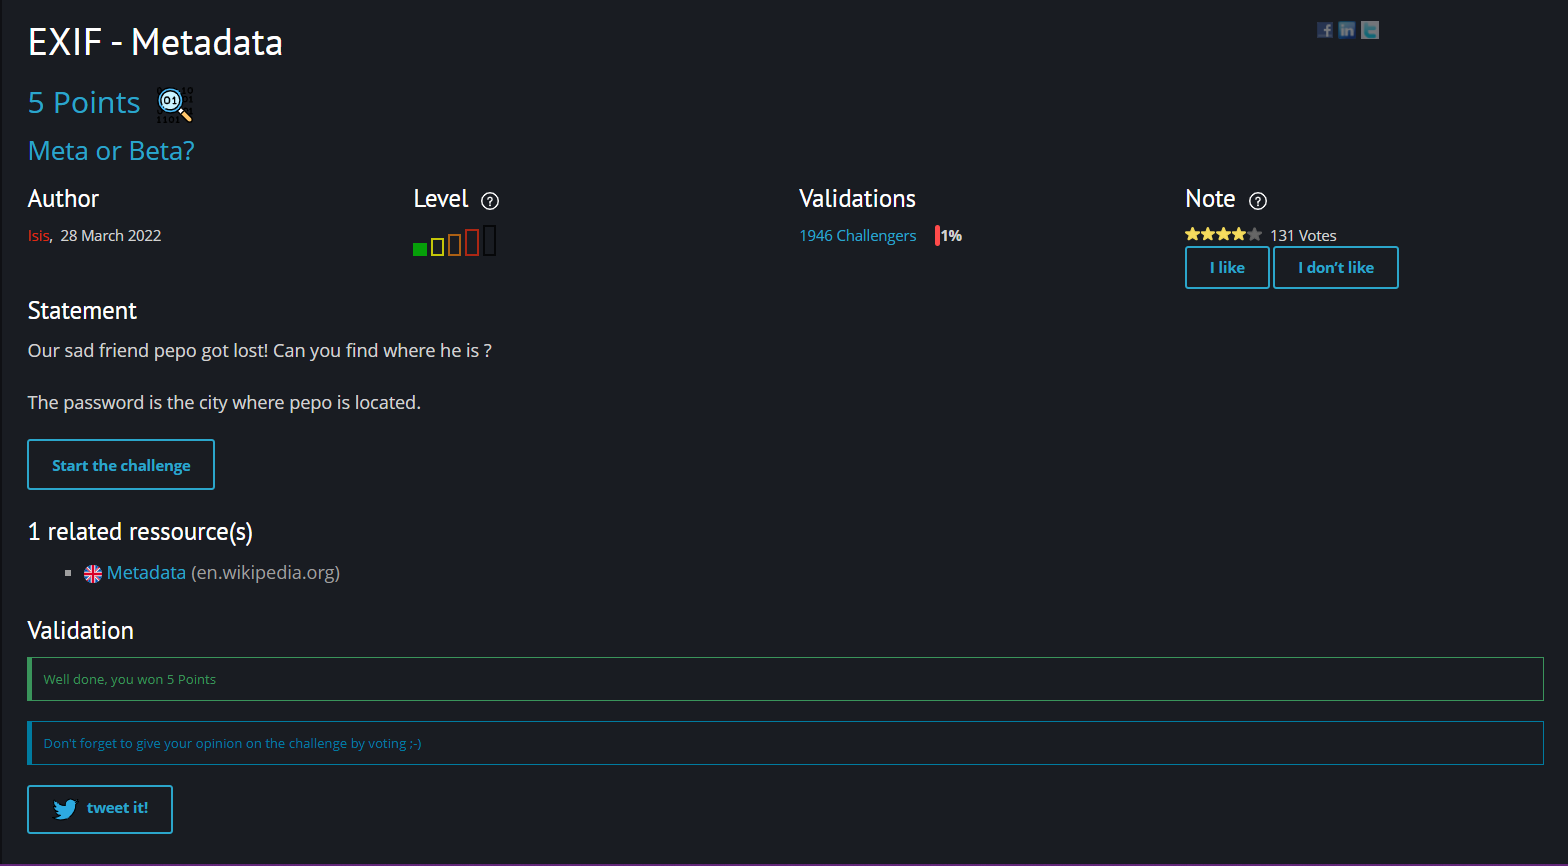 EXIF - Metadata
5 Points
Meta or Beta?
Author
Level ?
Validations
Note ?
Isis, 28 March 2022
1946 Challengers 1%
131 Votes
I like
I don't like
Statement
Our sad friend pepo got lost! Can you find where he is ?
The password is the city where pepo is located.
Start the challenge
1 related ressource(s)
Metadata (en.wikipedia.org)
Validation
Well done, you won 5 Points
Don't forget to give your opinion on the challenge by voting ;-)
tweet it!